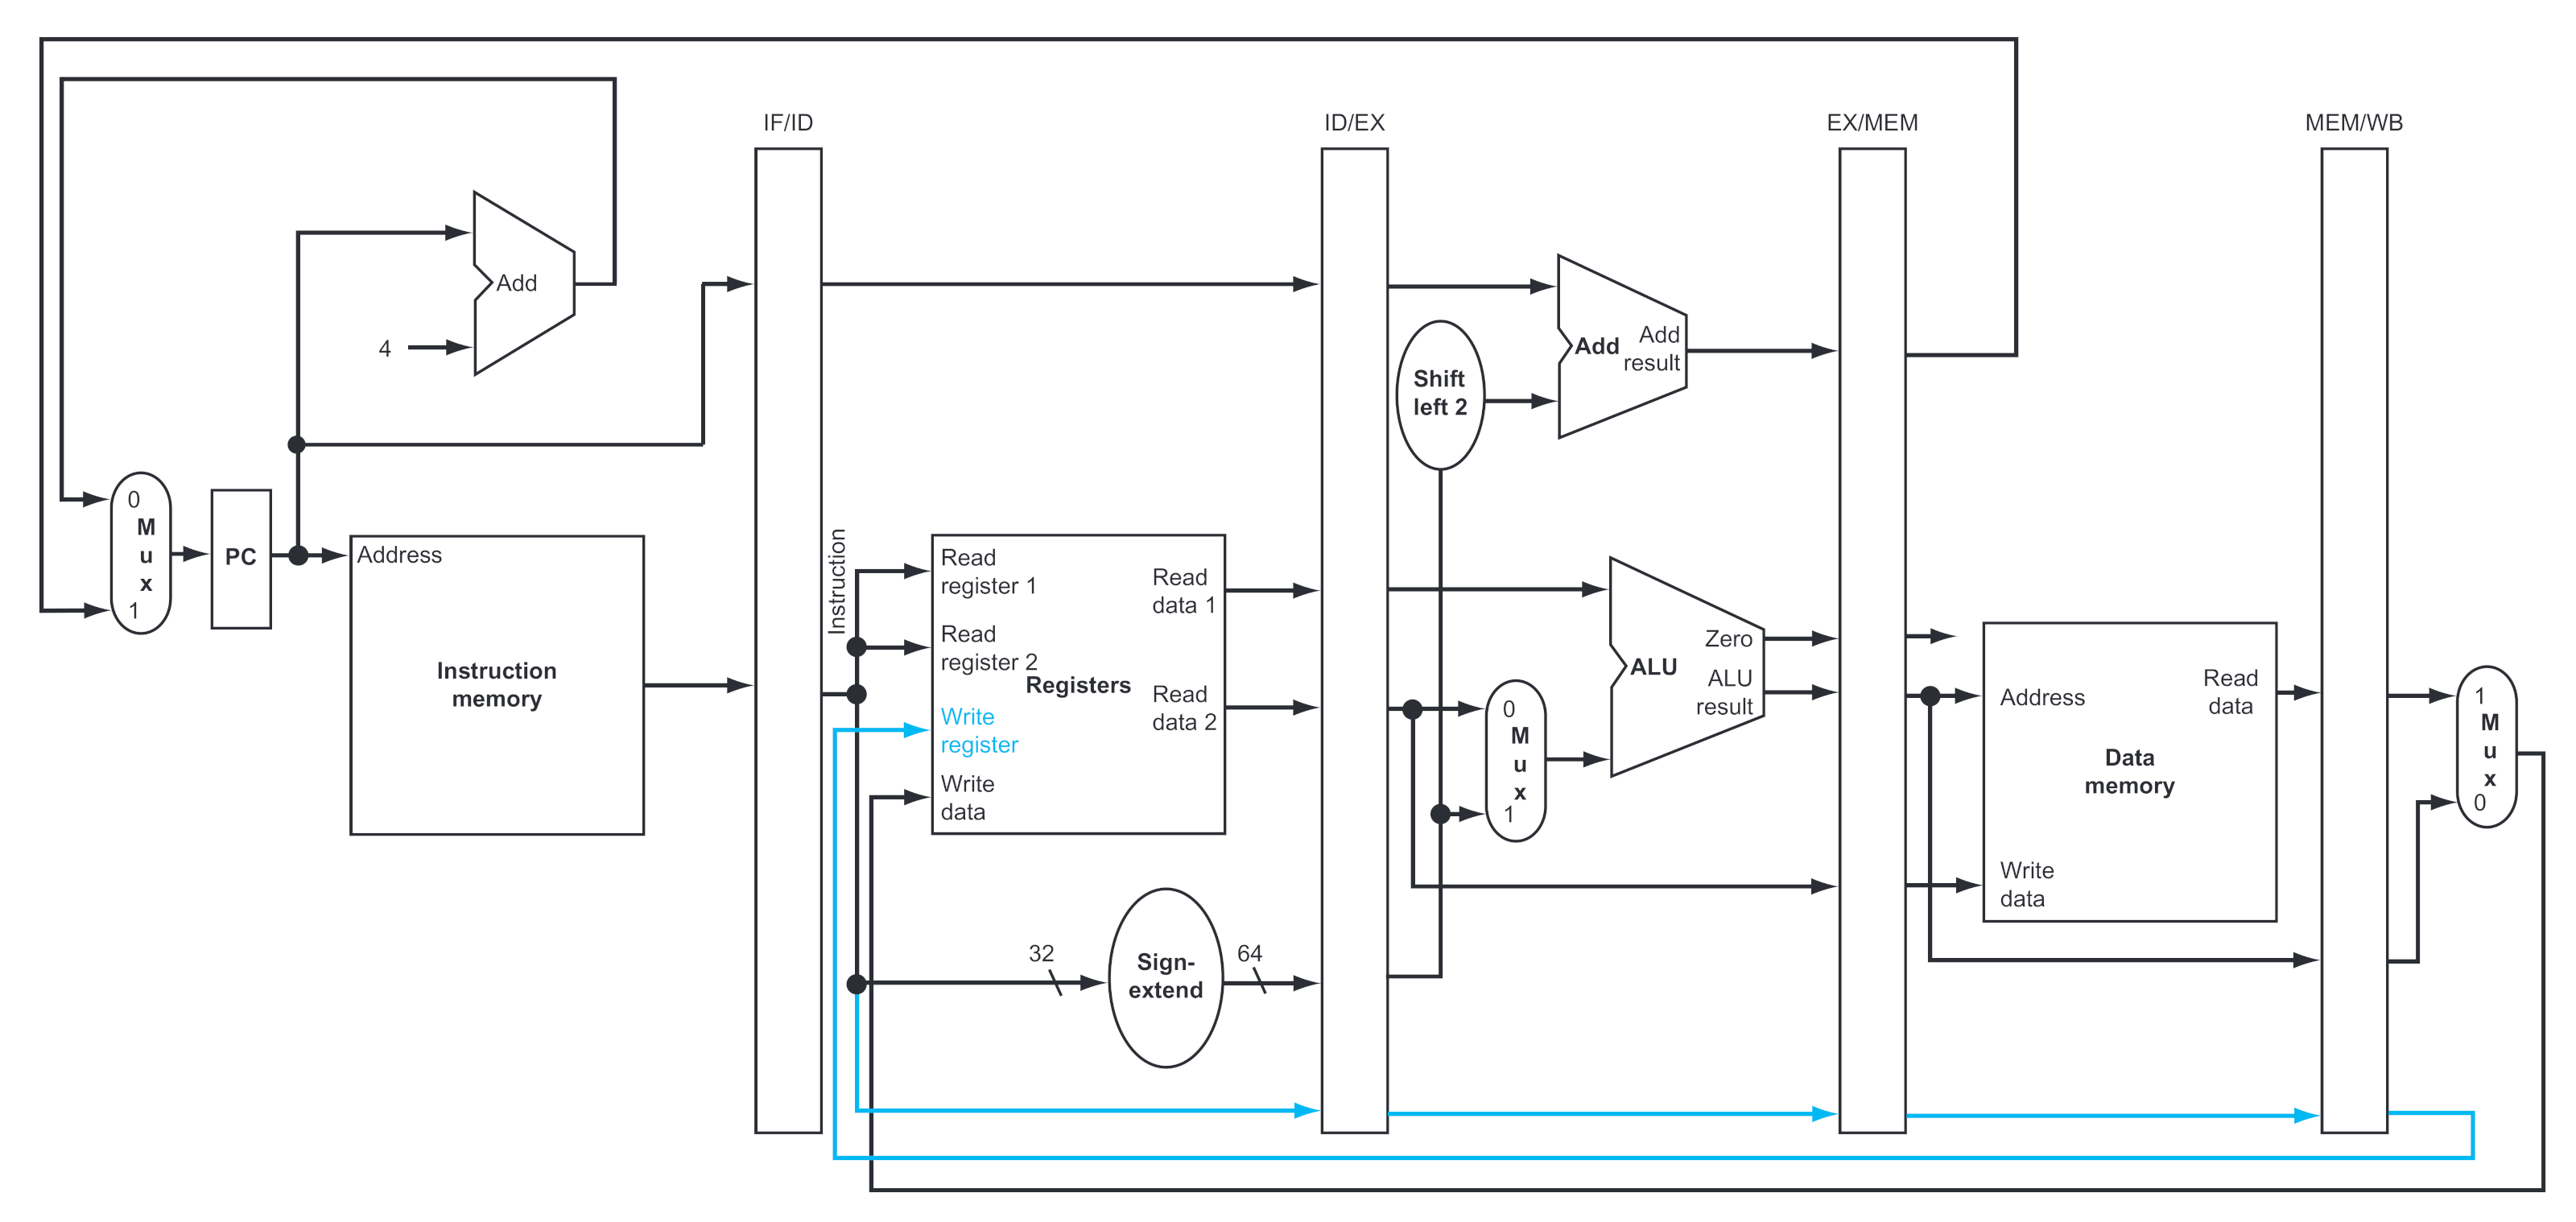 IF/ID
ID/EX
EX/MEM
MEM/WB
Add
4
0
M
u
x
1
PC
Address
Instruction
memory
Instruction
Read
register 1
Read
register 2
Write
register
Write
data
Registers
Read
data 1
Read
data 2
32
Sign-
extend
64
Shift
left 2
Add
Add
result
0
M
u
x
1
ALU
Zero
ALU
result
Address
Read
data
Data
memory
Write
data
1
M
u
x
0